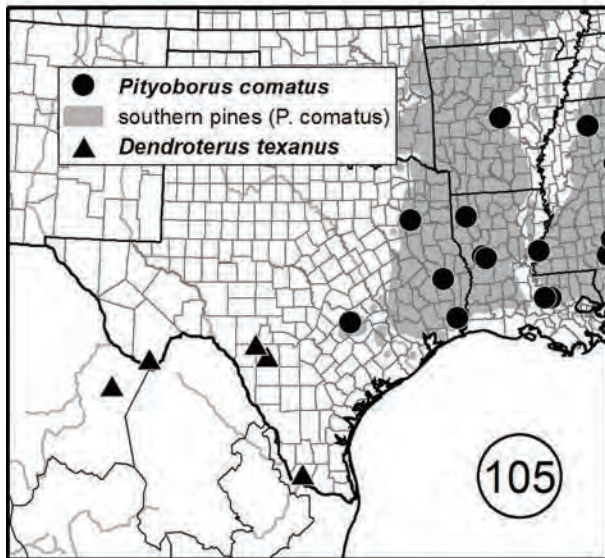 Pityoborus comatus
southern pines (P. comatus)
Dendroterus texanus
105